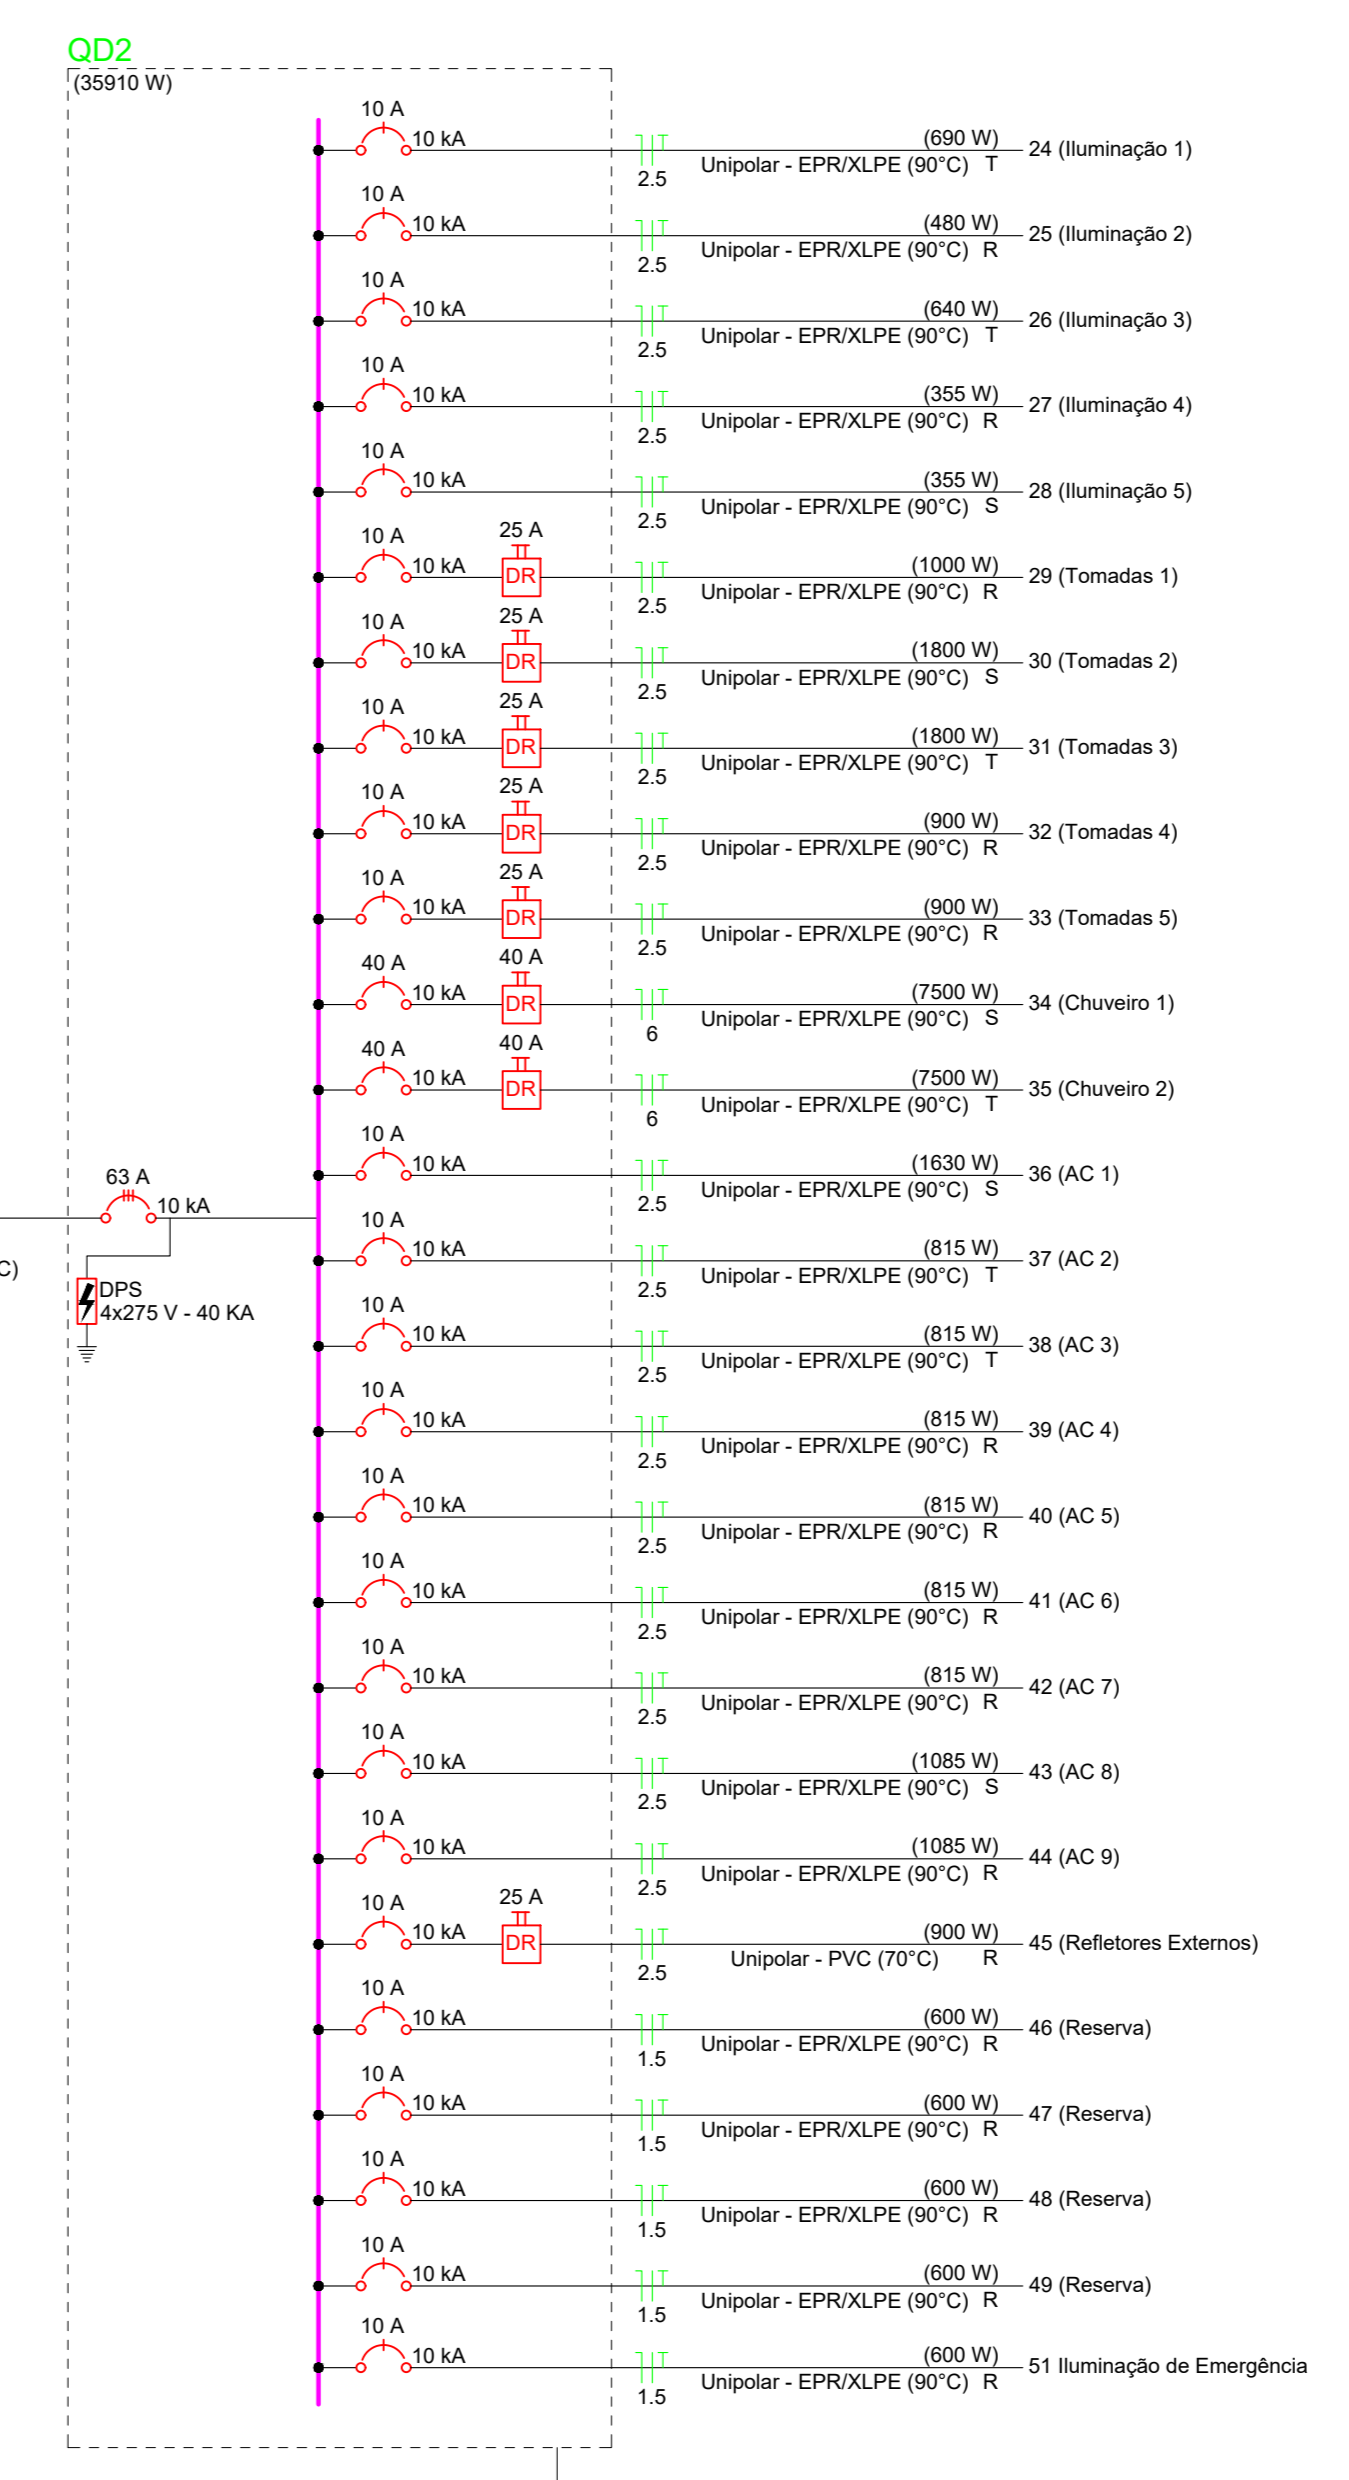 QD2
(35910 W)
10 A
10 kA
2.5
(690 W)
Unipolar - EPR/XLPE (90°C) T
24 (Iluminação 1)
10 A
10 kA
2.5
(480 W)
Unipolar - EPR/XLPE (90°C) R
25 (Iluminação 2)
10 A
10 kA
2.5
(640 W)
Unipolar - EPR/XLPE (90°C) T
26 (Iluminação 3)
10 A
10 kA
2.5
(355 W)
Unipolar - EPR/XLPE (90°C) R
27 (Iluminação 4)
10 A
10 kA
2.5
(355 W)
Unipolar - EPR/XLPE (90°C) S
28 (Iluminação 5)
10 A
10 kA
25 A
DR
2.5
(1000 W)
Unipolar - EPR/XLPE (90°C) R
29 (Tomadas 1)
10 A
10 kA
25 A
DR
2.5
(1800 W)
Unipolar - EPR/XLPE (90°C) S
30 (Tomadas 2)
10 A
10 kA
25 A
DR
2.5
(1800 W)
Unipolar - EPR/XLPE (90°C) T
31 (Tomadas 3)
10 A
10 kA
25 A
DR
2.5
(900 W)
Unipolar - EPR/XLPE (90°C) R
32 (Tomadas 4)
10 A
10 kA
25 A
DR
2.5
(900 W)
Unipolar - EPR/XLPE (90°C) R
33 (Tomadas 5)
40 A
10 kA
40 A
DR
6
(7500 W)
Unipolar - EPR/XLPE (90°C) S
34 (Chuveiro 1)
40 A
10 kA
40 A
DR
6
(7500 W)
Unipolar - EPR/XLPE (90°C) T
35 (Chuveiro 2)
10 A
10 kA
2.5
(1630 W)
Unipolar - EPR/XLPE (90°C) S
36 (AC 1)
63 A
10 kA
C)
DPS
4x275 V - 40 KA
10 A
10 kA
2.5
(815 W)
Unipolar - EPR/XLPE (90°C) T
37 (AC 2)
10 A
10 kA
2.5
(815 W)
Unipolar - EPR/XLPE (90°C) T
38 (AC 3)
10 A
10 kA
2.5
(815 W)
Unipolar - EPR/XLPE (90°C) R
39 (AC 4)
10 A
10 kA
2.5
(815 W)
Unipolar - EPR/XLPE (90°C) R
40 (AC 5)
10 A
10 kA
2.5
(815 W)
Unipolar - EPR/XLPE (90°C) R
41 (AC 6)
10 A
10 kA
2.5
(815 W)
Unipolar - EPR/XLPE (90°C) R
42 (AC 7)
10 A
10 kA
2.5
(1085 W)
Unipolar - EPR/XLPE (90°C) S
43 (AC 8)
10 A
10 kA
2.5
(1085 W)
Unipolar - EPR/XLPE (90°C) R
44 (AC 9)
10 A
10 kA
25 A
DR
2.5
(900 W)
Unipolar - PVC (70°C) R
45 (Refletores Externos)
10 A
10 kA
1.5
(600 W)
Unipolar - EPR/XLPE (90°C) R
46 (Reserva)
10 A
10 kA
1.5
(600 W)
Unipolar - EPR/XLPE (90°C) R
47 (Reserva)
10 A
10 kA
1.5
(600 W)
Unipolar - EPR/XLPE (90°C) R
48 (Reserva)
10 A
10 kA
1.5
(600 W)
Unipolar - EPR/XLPE (90°C) R
49 (Reserva)
10 A
10 kA
1.5
(600 W)
Unipolar - EPR/XLPE (90°C) R
51 Iluminação de Emergência